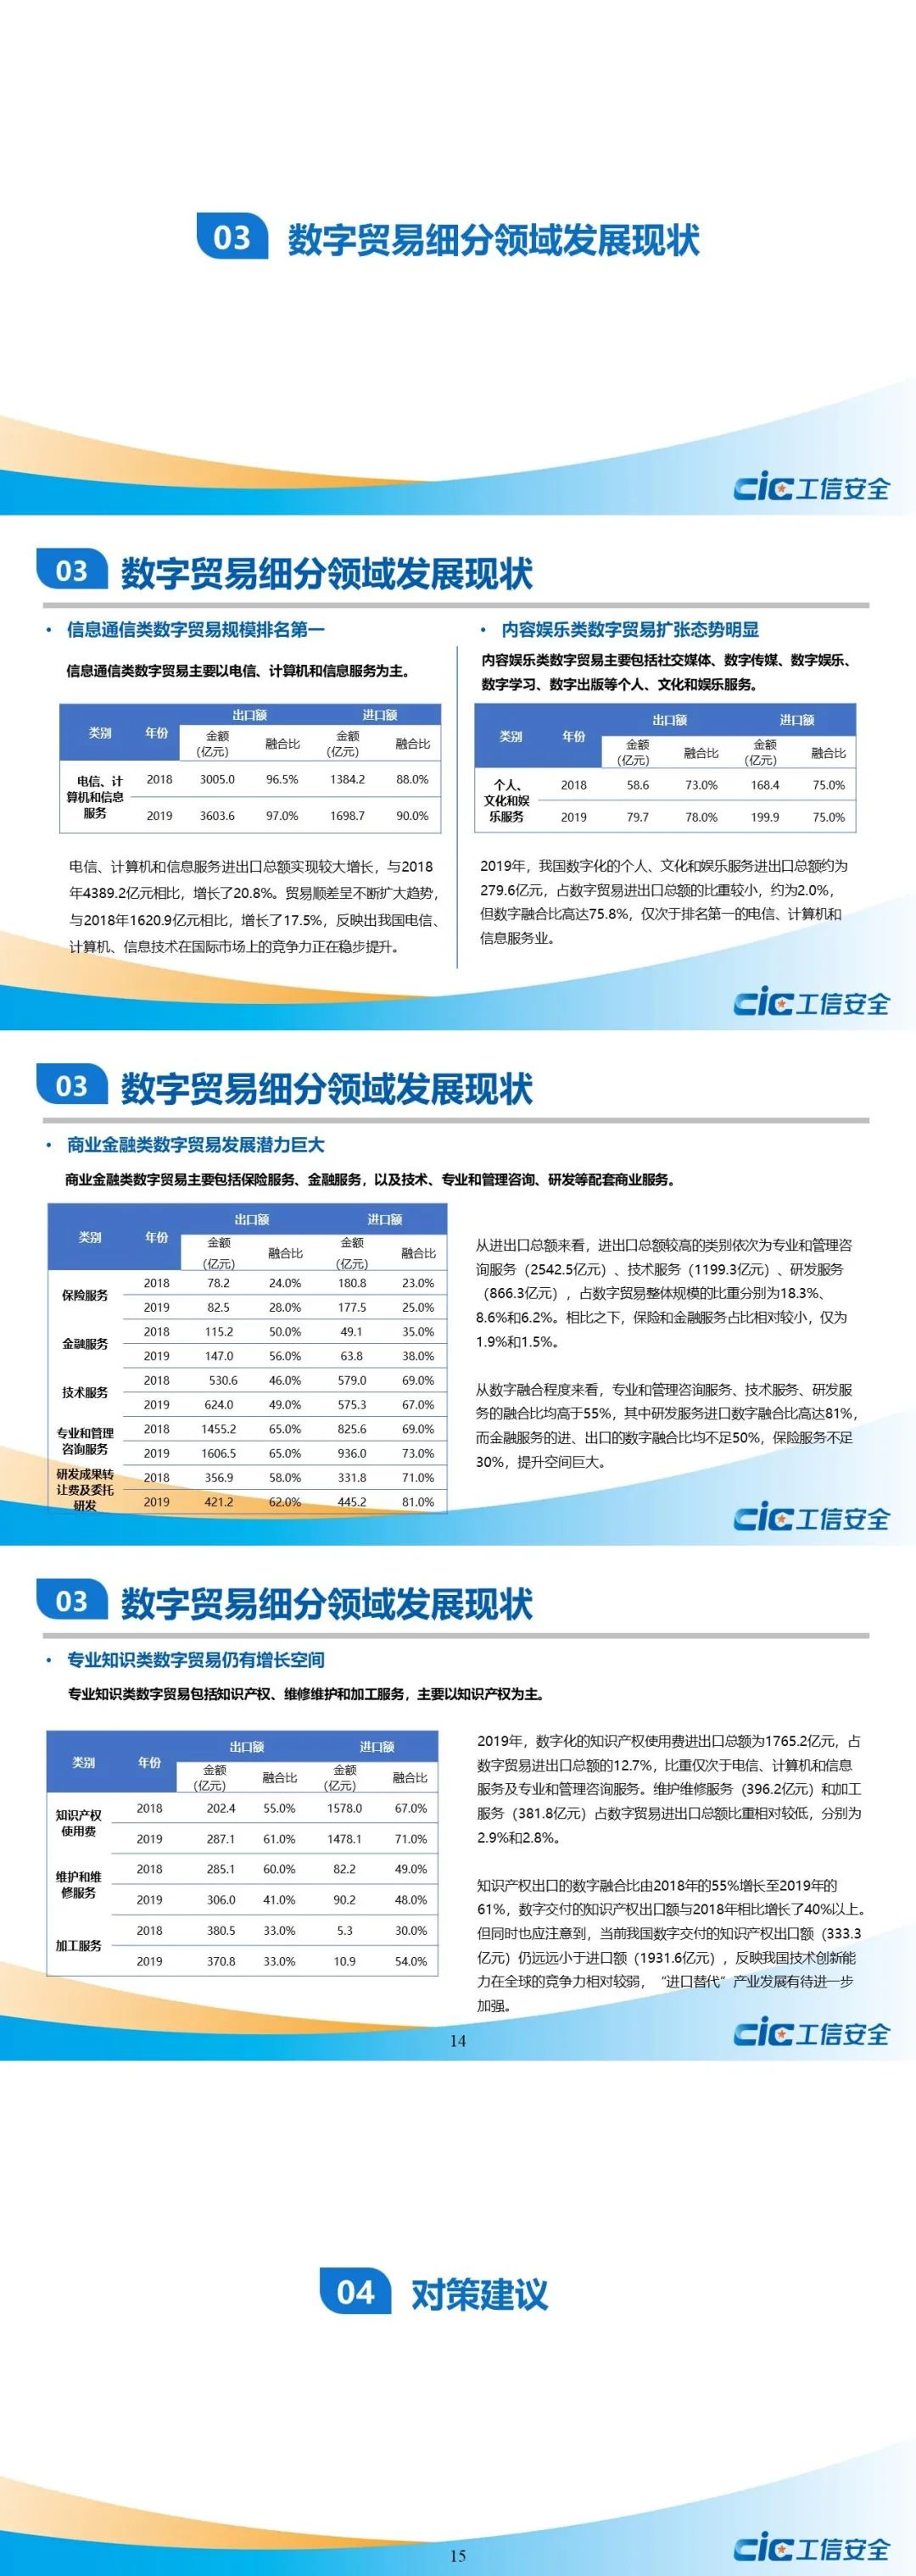 03 数字贸易细分领域发展现状
CIC工信安全
03 数字贸易细分领域发展现状
• 信息通信类数字贸易规模排名第一
信息通信类数字贸易主要以电信、计算机和信息服务为主。
类别 年份 出口额 进口额
金额(亿元) 融合比 金额(亿元) 融合比
电信、计算机和信息服务 2018 3005.0 96.5% 1384.2 88.0%
2019 3603.6 97.0% 1698.7 90.0%
电信、计算机和信息服务进出口总额实现较大增长，与2018
年4389.2亿元相比，增长了20.8%。贸易顺差呈不断扩大趋势，
与2018年1620.9亿元相比，增长了17.5%，反映出我国电信、
计算机、信息技术在国际市场上的竞争力正在稳步提升。
• 内容娱乐类数字贸易扩张态势明显
内容娱乐类数字贸易主要包括社交媒体、数字传媒、数字娱乐、
数字学习、数字出版等个人、文化和娱乐服务。
类别 年份 出口额 进口额
金额(亿元) 融合比 金额(亿元) 融合比
个人、文化和娱乐服务 2018 58.6 73.0% 168.4 75.0%
2019 79.7 78.0% 199.9 75.0%
2019年，我国数字化的个人、文化和娱乐服务进出口总额约为
279.6亿元，占数字贸易进出口总额的比重较小，约为2.0%，
但数字融合比高达75.8%，仅次于排名第一的电信、计算机和
信息服务业。
CIC工信安全
03 数字贸易细分领域发展现状
• 商业金融类数字贸易发展潜力巨大
商业金融类数字贸易主要包括保险服务、金融服务，以及技术、专业和管理咨询、研发等配套商业服务。
类别 年份 出口额 进口额
金额(亿元) 融合比 金额(亿元) 融合比
保险服务 2018 78.2 24.0% 180.8 23.0%
2019 82.5 28.0% 177.5 25.0%
金融服务 2018 115.2 50.0% 49.1 35.0%
2019 147.0 56.0% 63.8 38.0%
技术服务 2018 530.6 46.0% 579.0 69.0%
2019 624.0 49.0% 575.3 67.0%
专业和管理咨询服务 2018 1455.2 65.0% 825.6 69.0%
2019 1606.5 65.0% 936.0 73.0%
研发成果转让费及委托研发 2018 356.9 58.0% 331.8 71.0%
2019 421.2 62.0% 445.2 81.0%
从进出口总额来看，进出口总额较高的类别依次为专业和管理咨
询服务（2542.5亿元）、技术服务（1199.3亿元）、研发服务
（866.3亿元），占数字贸易整体规模的比重分别为18.3%、
8.6%和6.2%。相比之下，保险和金融服务占比相对较小，仅为
1.9%和1.5%。
从数字融合程度来看，专业和管理咨询服务、技术服务、研发服
务的融合比均高于55%，其中研发服务进口数字融合比高达81%，
而金融服务的进、出口的数字融合比均不足50%，保险服务不足
30%，提升空间巨大。
CIC工信安全
03 数字贸易细分领域发展现状
• 专业知识类数字贸易仍有增长空间
专业知识类数字贸易包括知识产权、维修维护和加工服务，主要以知识产权为主。
类别 年份 出口额 进口额
金额(亿元) 融合比 金额(亿元) 融合比
知识产权使用费 2018 202.4 55.0% 1578.0 67.0%
2019 287.1 61.0% 1478.1 71.0%
维护和维修服务 2018 285.1 60.0% 82.2 49.0%
2019 306.0 41.0% 90.2 48.0%
加工服务 2018 380.5 33.0% 5.3 30.0%
2019 370.8 33.0% 10.9 54.0%
2019年，数字化的知识产权使用费进出口总额为1765.2亿元，占
数字贸易进出口总额的12.7%，比重仅次于电信、计算机和信息
服务及专业和管理咨询服务。维护维修服务（396.2亿元）和加工
服务（381.8亿元）占数字贸易进出口总额比重相对较低，分别为
2.9%和2.8%。
知识产权出口的数字融合比由2018年的55%增长至2019年的
61%，数字交付的知识产权出口额与2018年相比增长了40%以上。
但同时也应注意到，当前我国数字交付的知识产权出口额（333.3
亿元）仍远远小于进口额（1931.6亿元），反映我国技术创新能
力在全球的竞争力相对较弱，“进口替代”产业发展有待进一步
加强。
14
CIC工信安全
04 对策建议
15
CIC工信安全